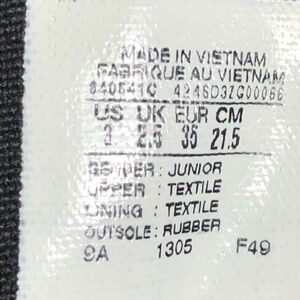 MADE IN VIETNAM
FABRIQUE AU VIETNAM
US UK EUR CM
3 2.5 35 21.5
GENDER: JUNIOR
UPPER : TEXTILE
LINING : TEXTILE
OUTSOLE: RUBBER
SA 1305 F49